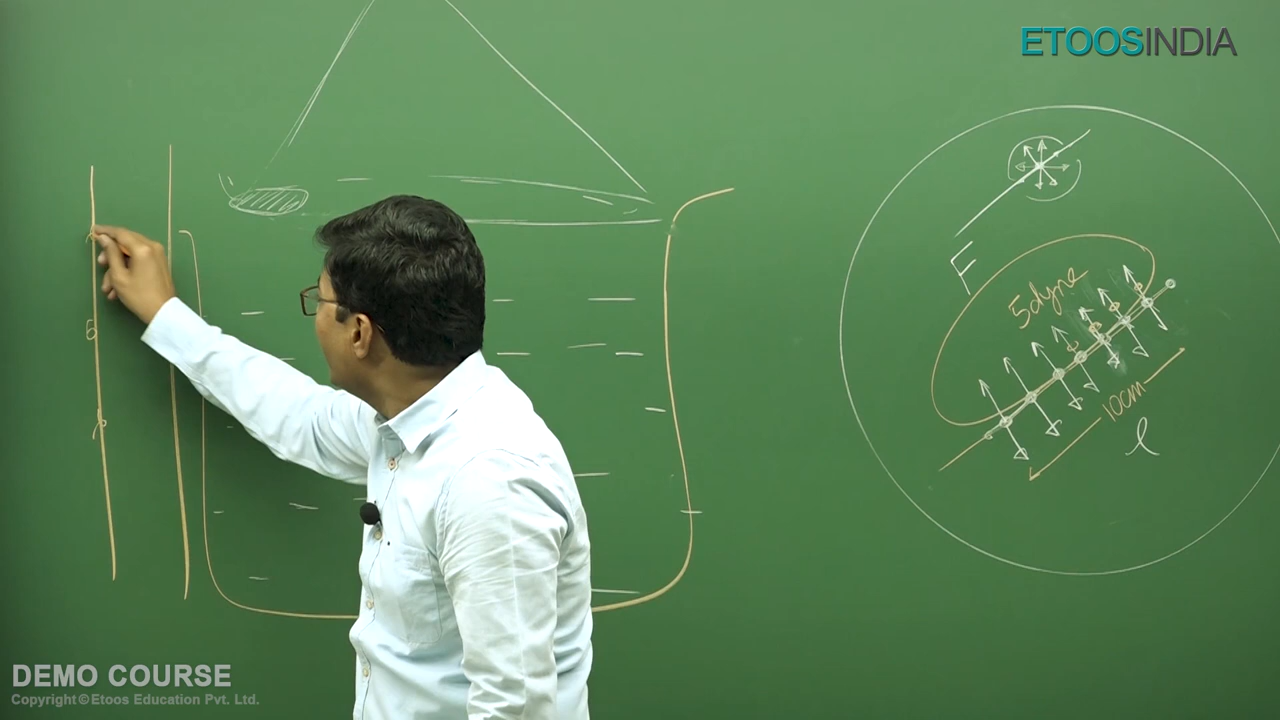 ETOOSINDIA
F
5dyne
10cm
l
DEMO COURSE
Copyright © Etoos Education Pvt. Ltd.